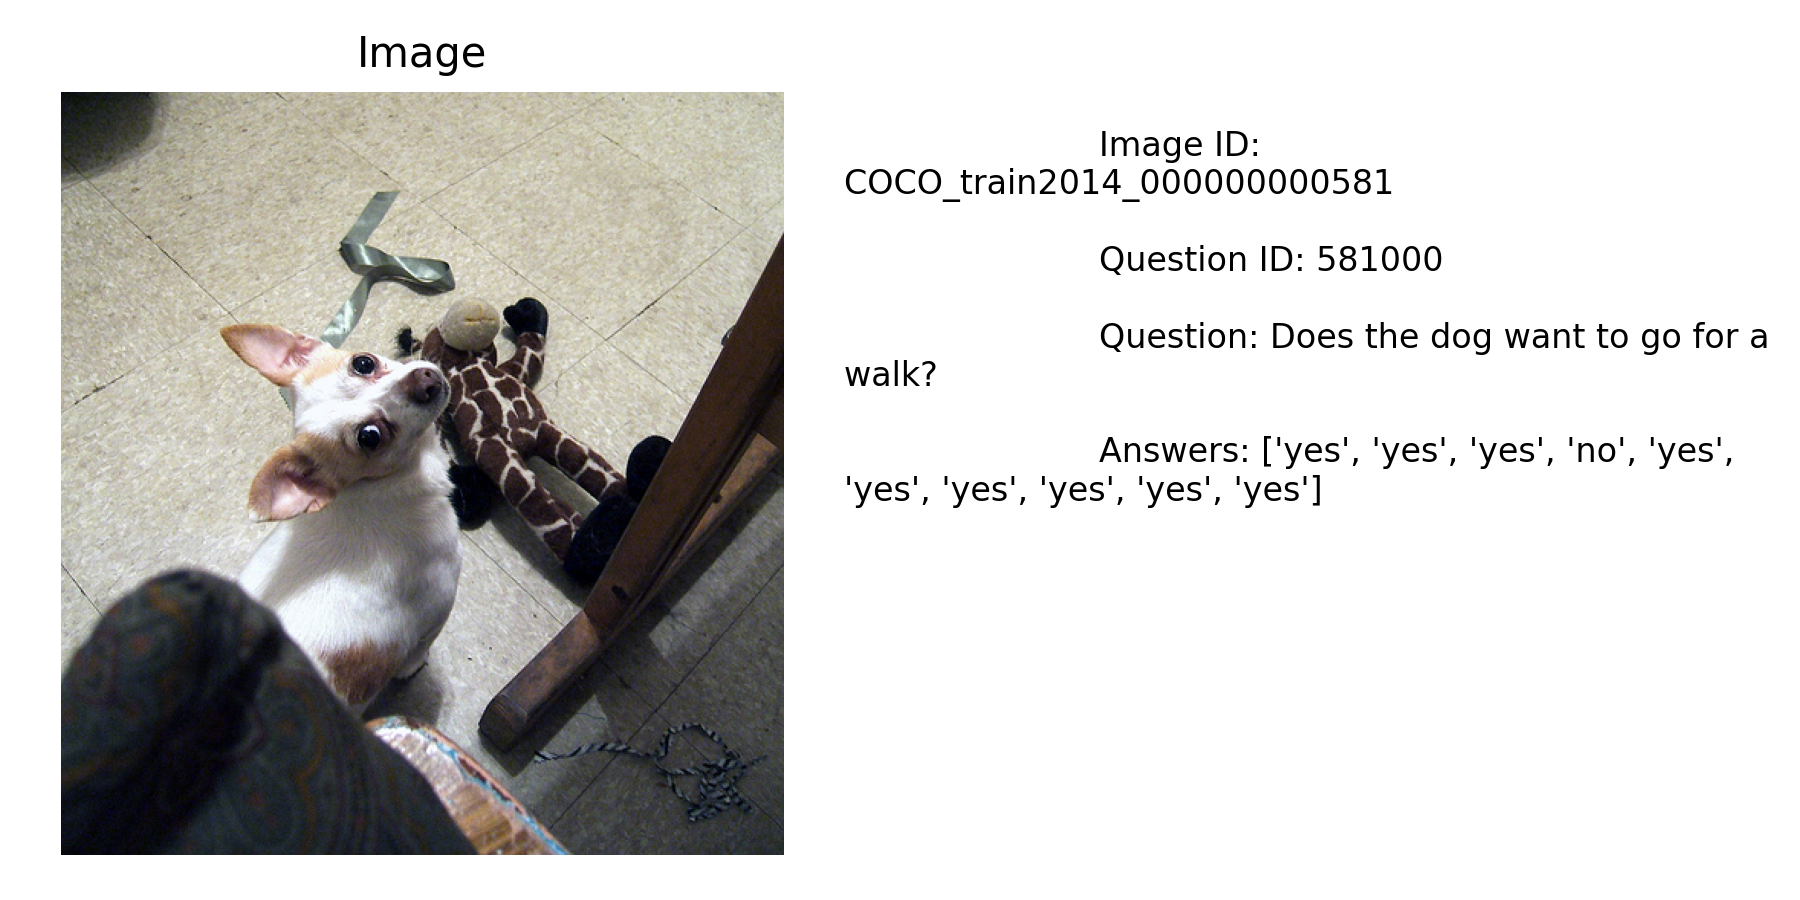 Image
Image ID:
COCO_train2014_000000000581
Question ID: 581000
Question: Does the dog want to go for a
walk?
Answers: ['yes', 'yes', 'yes', 'no', 'yes',
'yes', 'yes', 'yes', 'yes', 'yes']